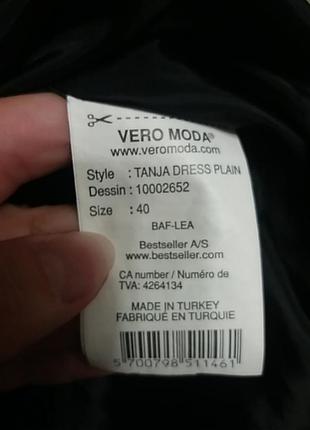 VERO MODA®
www.veromoda.com
Style : TANJA DRESS PLAIN
Dessin : 10002652
Size : 40
BAF-LEA
Bestseller A/S
www.bestseller.com
CA number / Numéro de
TVA: 4264134
MADE IN TURKEY
FABRIQUÉ EN TURQUIE
5 700798 511461